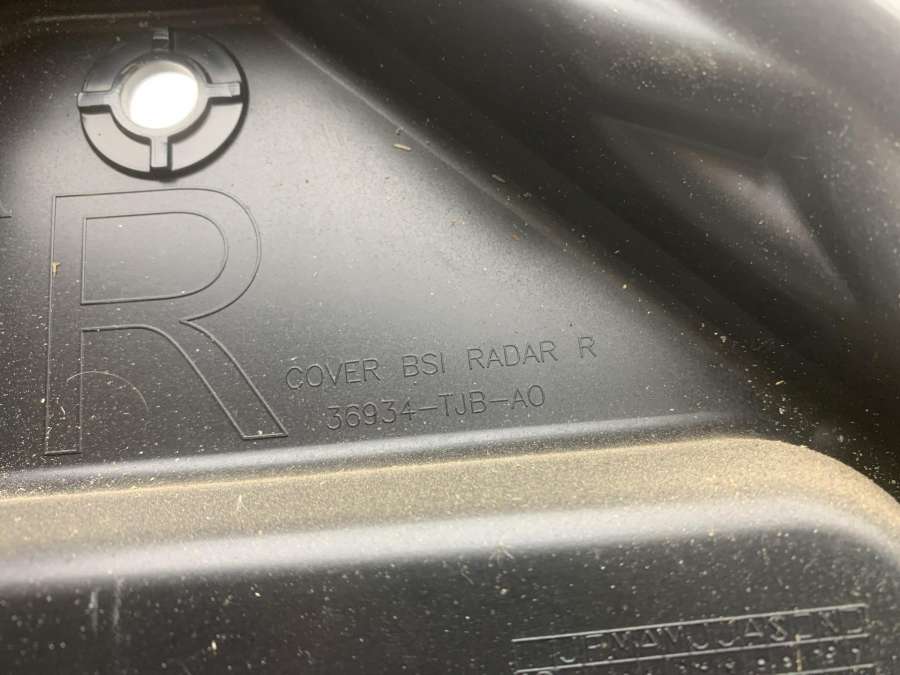 R
COVER BSI RADAR R
36934-TJB-A0